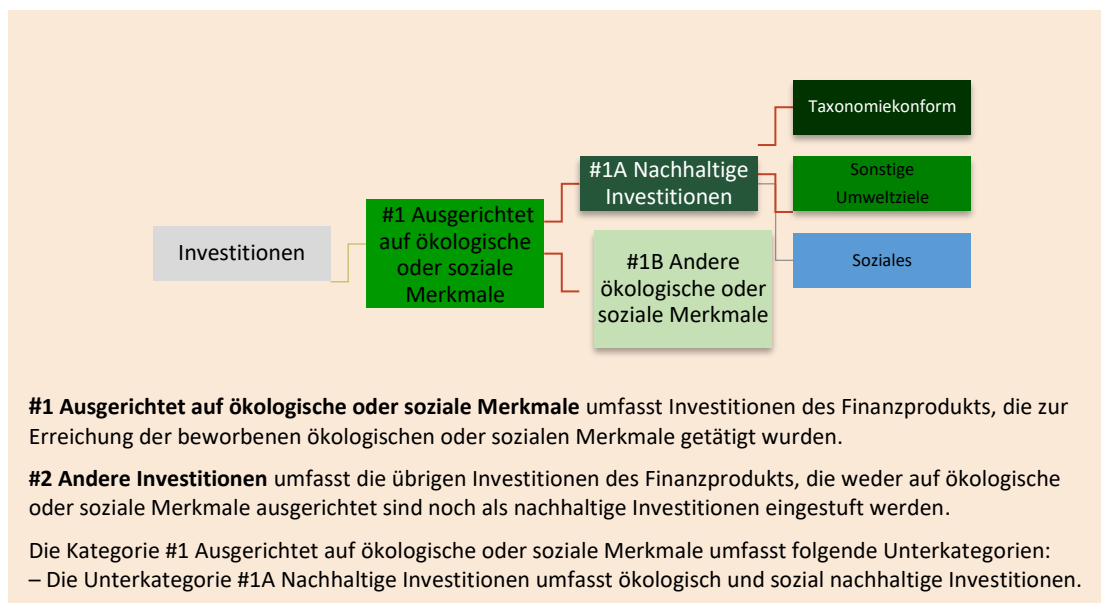 Taxonomiekonform
#1A Nachhaltige
Investitionen
Sonstige
Umweltziele
#1 Ausgerichtet
auf ökologische
oder soziale
Merkmale
Investitionen
Soziales
#1B Andere
ökologische oder
soziale Merkmale
#1 Ausgerichtet auf ökologische oder soziale Merkmale umfasst Investitionen des Finanzprodukts, die zur
Erreichung der beworbenen ökologischen oder sozialen Merkmale getätigt wurden.
#2 Andere Investitionen umfasst die übrigen Investitionen des Finanzprodukts, die weder auf ökologische
oder soziale Merkmale ausgerichtet sind noch als nachhaltige Investitionen eingestuft werden.
Die Kategorie #1 Ausgerichtet auf ökologische oder soziale Merkmale umfasst folgende Unterkategorien:
– Die Unterkategorie #1A Nachhaltige Investitionen umfasst ökologisch und sozial nachhaltige Investitionen.